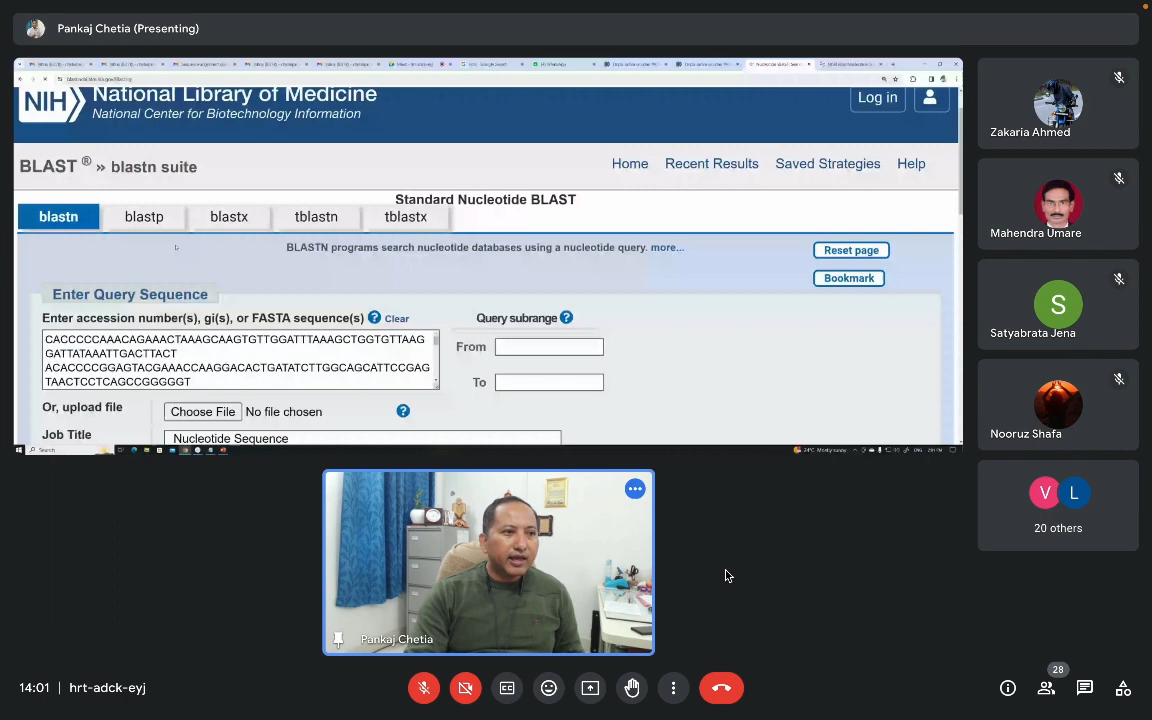 Pankaj Chetia (Presenting)
NIH
National Library of Medicine
National Center for Biotechnology Information
Log in
BLAST ® » blastn suite
Home
Recent Results
Saved Strategies
Help
Standard Nucleotide BLAST
blastn
blastp
blastx
tblastn
tblastx
BLASTN programs search nucleotide databases using a nucleotide query. more...
Reset page
Bookmark
Enter Query Sequence
Enter accession number(s), gi(s), or FASTA sequence(s) ? Clear
Query subrange ?
CACCCCCAAACAGAAACTAAAGCAAGTGTTGGATTTAAAGCTGGTGTTAAG
GATTATAAATTGACTTACT
ACACCCCGGAGTACGAAACCAAGGACACTGATATCTTGGCAGCATTCCGAG
TAACTCCTCAGCCGGGGGT
From
To
Or, upload file
Choose File No file chosen
?
Job Title
Nucleotide Sequence
Search
24°C Mostly sunny
Zakaria Ahmed
Mahendra Umare
S
Satyabrata Jena
Nooruz Shafa
V
L
20 others
Pankaj Chetia
14:01 | hrt-adck-eyj
28